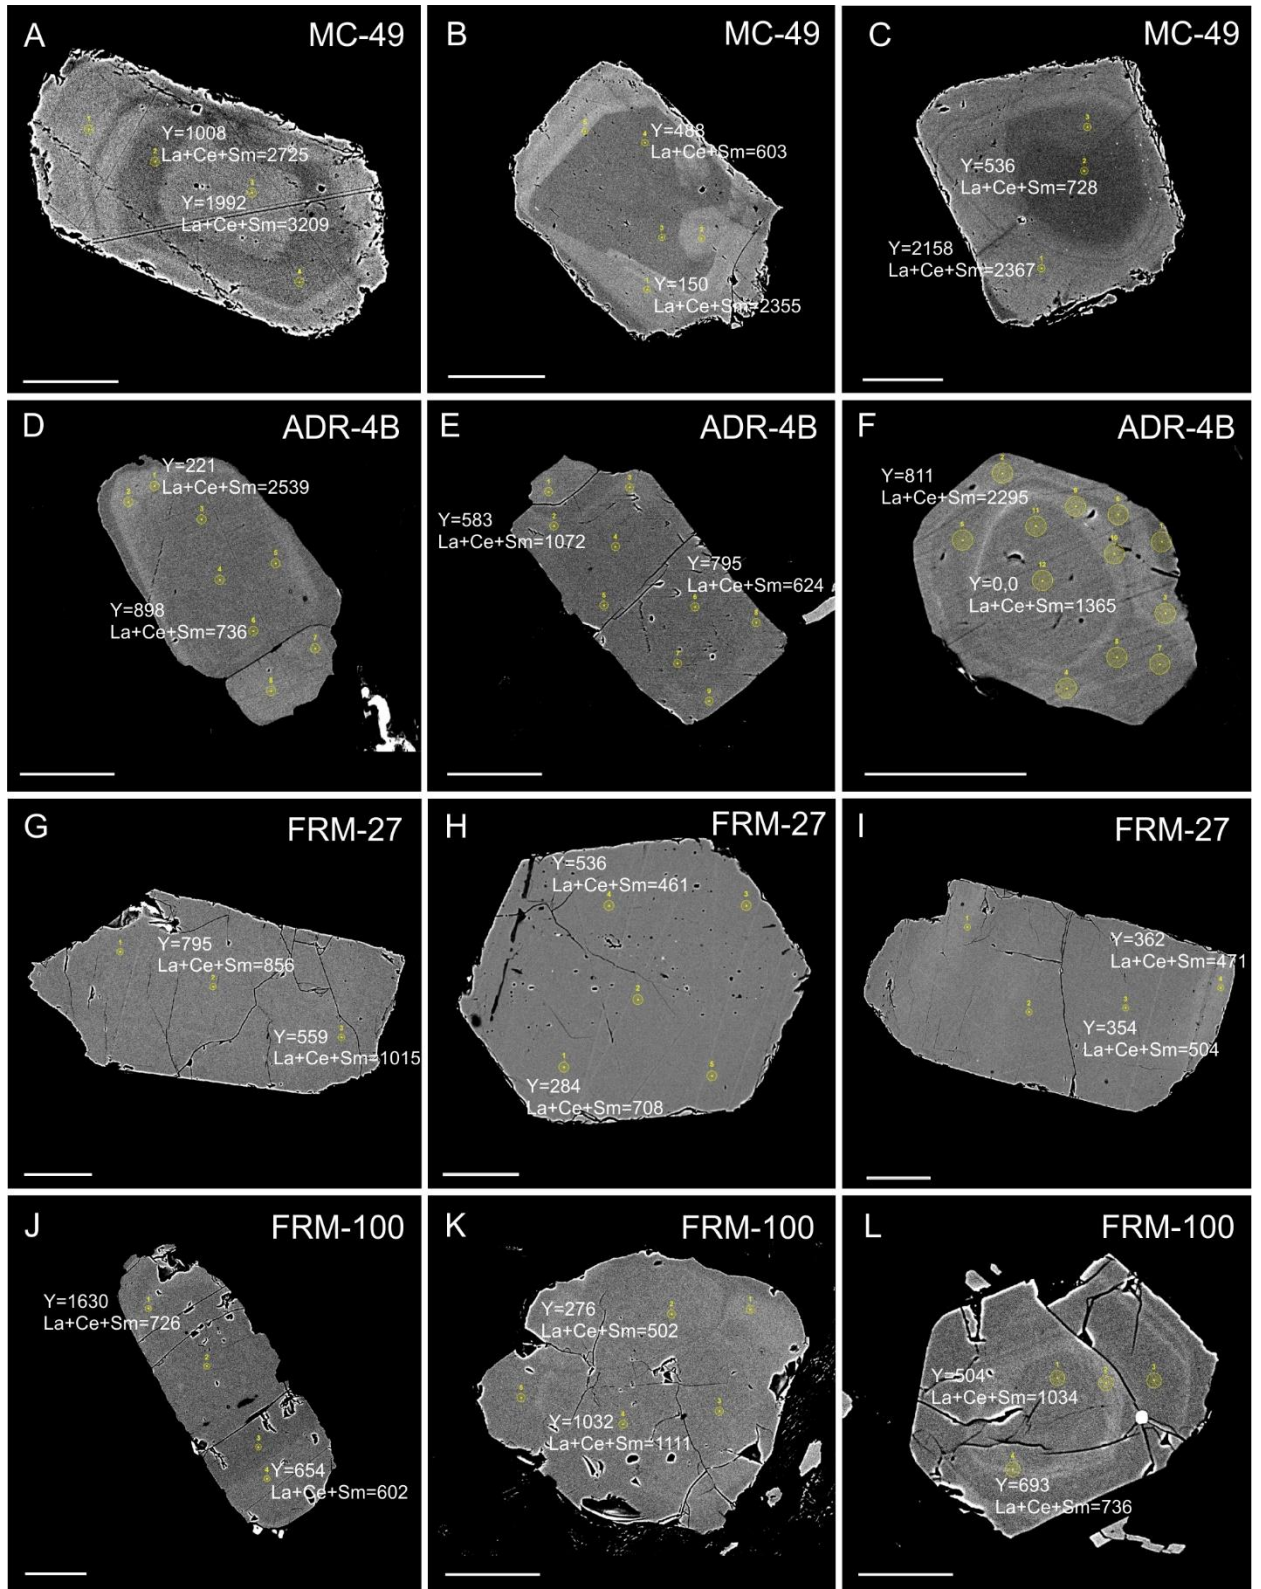 A
MC-49
Y=1008
La+Ce+Sm=2725
Y=1992
La+Ce+Sm=3209
B
MC-49
Y=488
La+Ce+Sm=603
Y=150
La+Ce+Sm=2355
C
MC-49
Y=536
La+Ce+Sm=728
Y=2158
La+Ce+Sm=2367
D
ADR-4B
Y=221
La+Ce+Sm=2539
Y=898
La+Ce+Sm=736
E
ADR-4B
Y=583
La+Ce+Sm=1072
Y=795
La+Ce+Sm=624
F
ADR-4B
Y=811
La+Ce+Sm=2295
Y=0,0
La+Ce+Sm=1365
G
FRM-27
Y=795
La+Ce+Sm=856
Y=559
La+Ce+Sm=1015
H
FRM-27
Y=536
La+Ce+Sm=461
Y=284
La+Ce+Sm=708
I
FRM-27
Y=362
La+Ce+Sm=471
Y=354
La+Ce+Sm=504
J
FRM-100
Y=1630
La+Ce+Sm=726
Y=654
La+Ce+Sm=602
K
FRM-100
Y=276
La+Ce+Sm=502
Y=1032
La+Ce+Sm=1111
L
FRM-100
Y=504
La+Ce+Sm=1034
Y=693
La+Ce+Sm=736